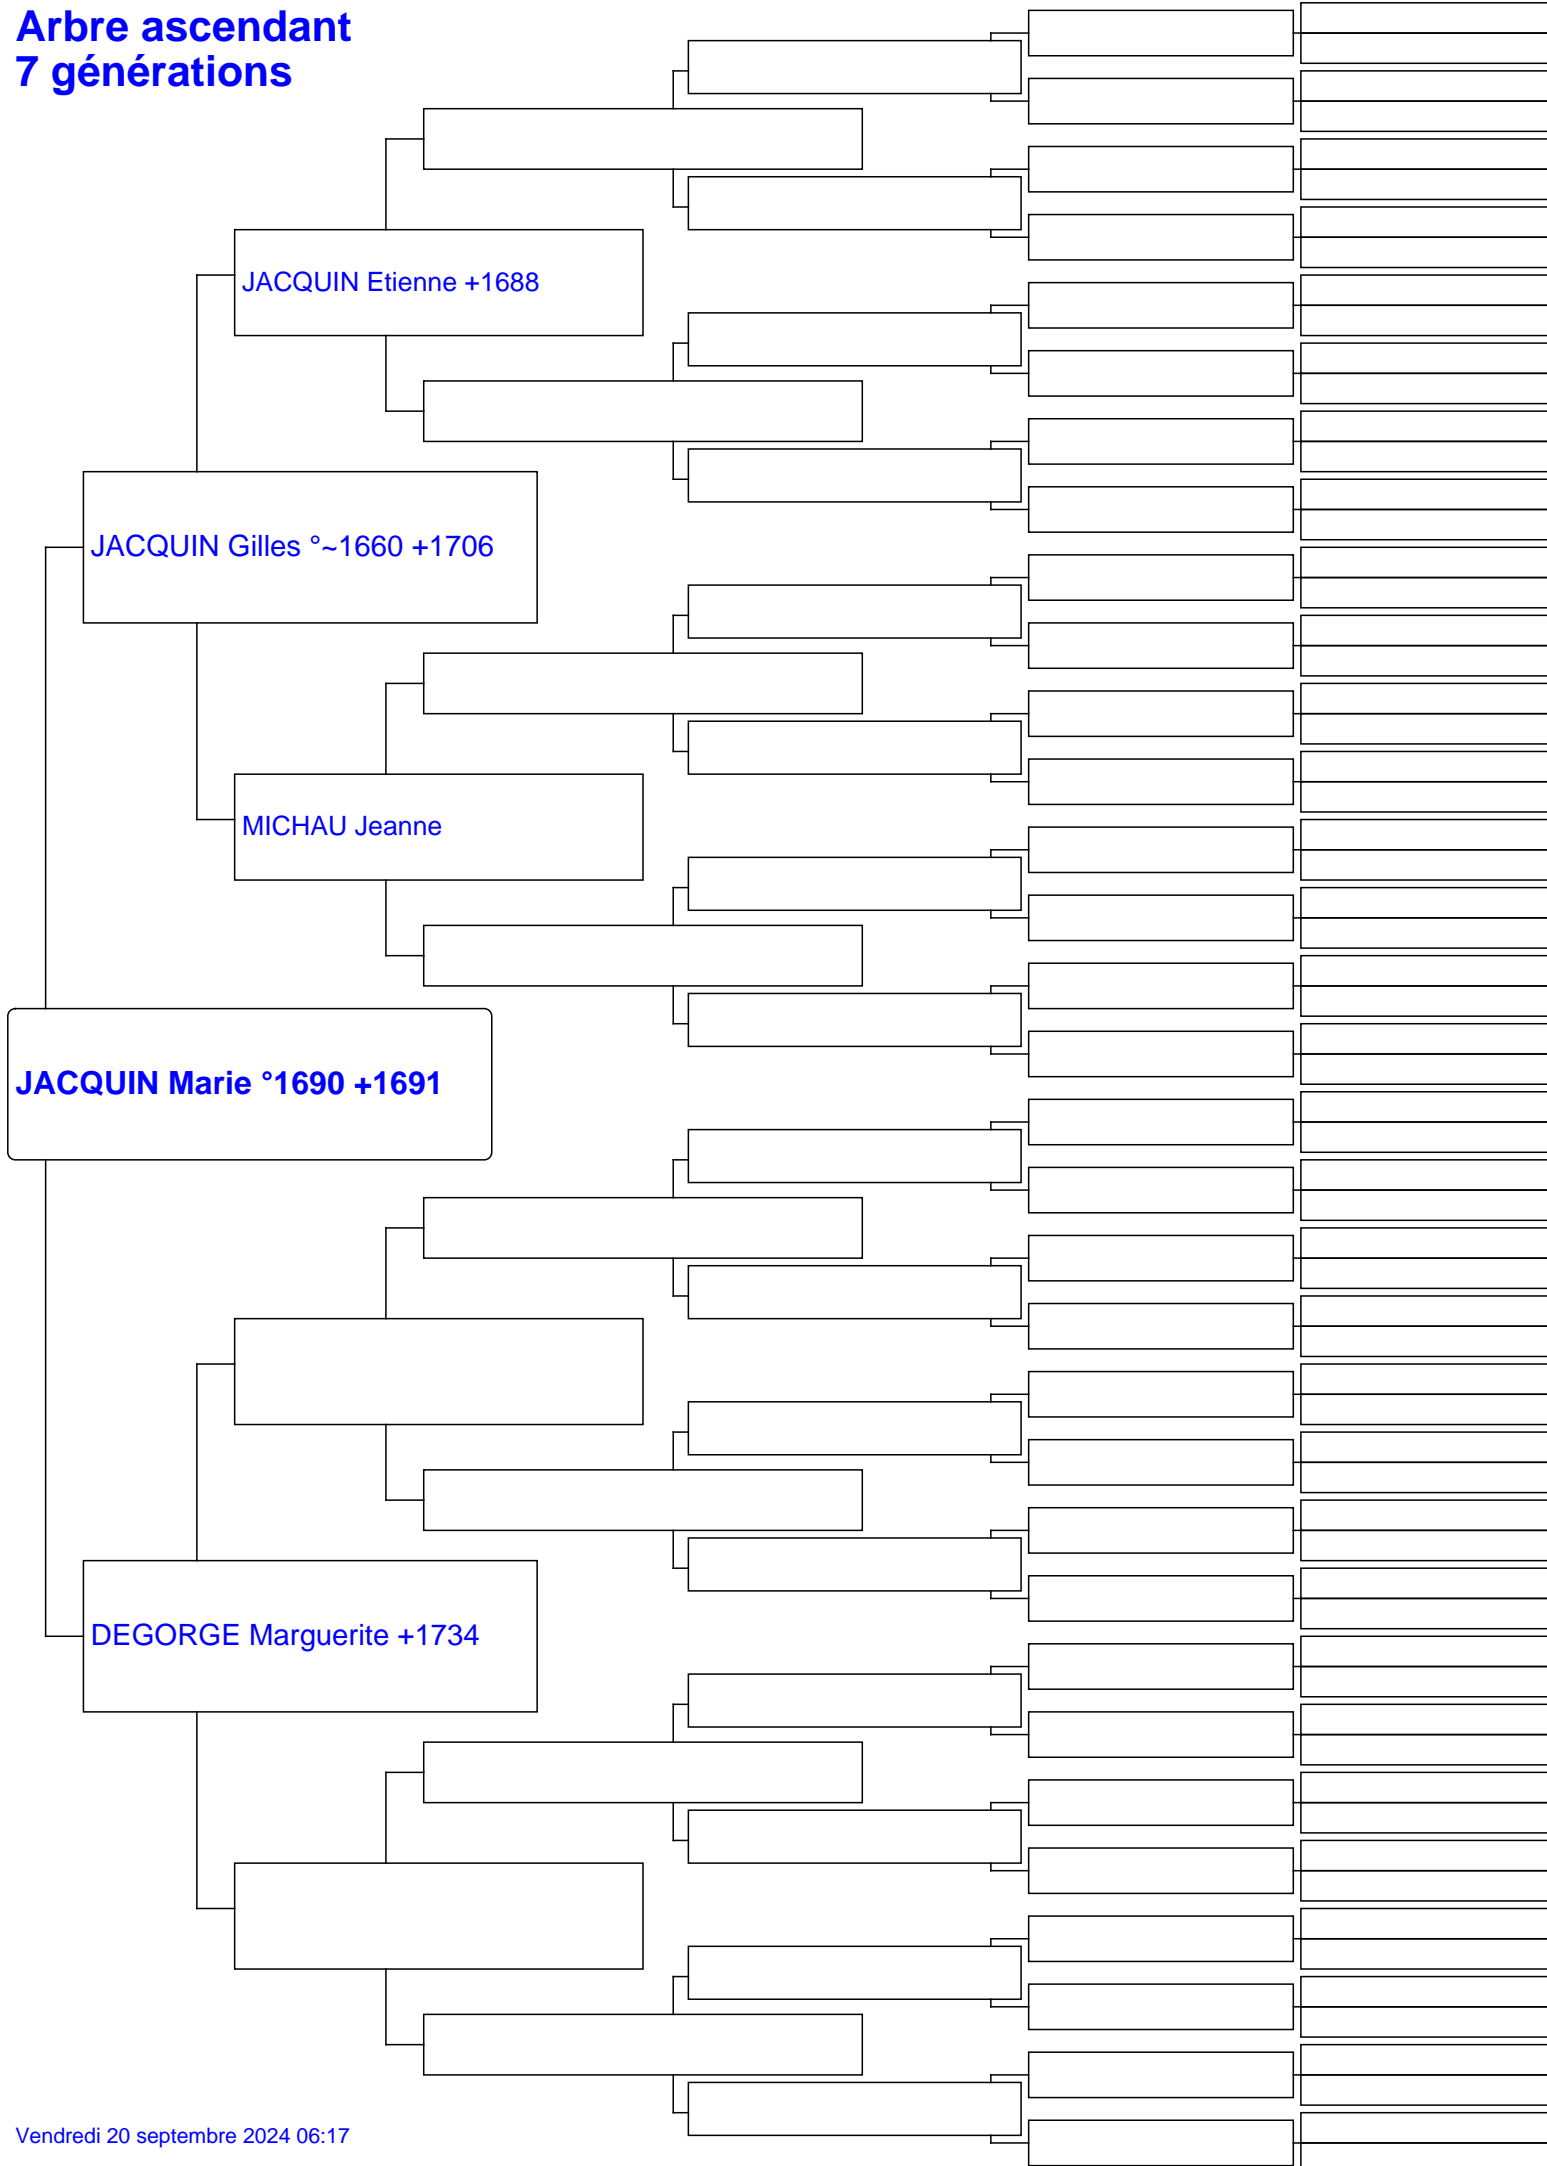 Arbre ascendant
7 générations
JACQUIN Etienne +1688
JACQUIN Gilles °~1660 +1706
MICHAU Jeanne
JACQUIN Marie °1690 +1691
DEGORGE Marguerite +1734
Vendredi 20 septembre 2024 06:17